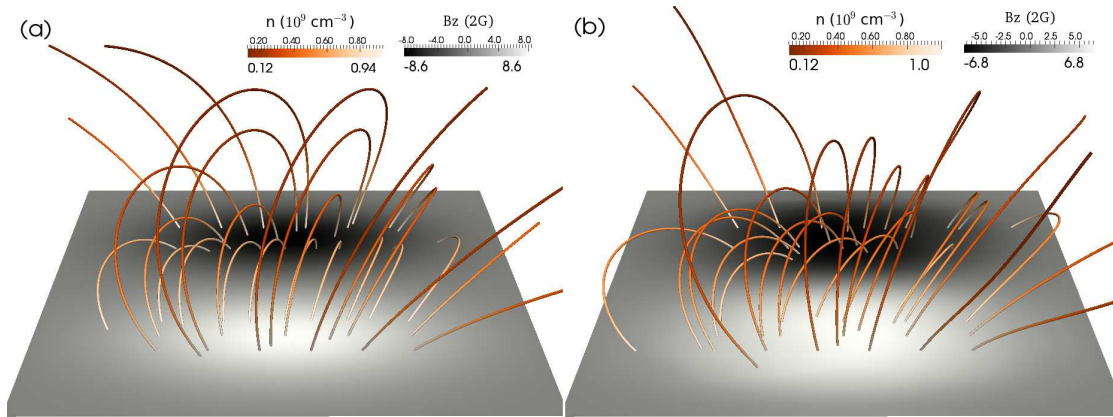 (a)
n (10⁹ cm⁻³)
0.20 0.40 0.60 0.80
0.12 0.94
Bz (2G)
-8.0 -4.0 0.0 4.0 8.0
-8.6 8.6
(b)
n (10⁹ cm⁻³)
0.20 0.40 0.60 0.80
0.12 1.0
Bz (2G)
-5.0 -2.5 0.0 2.5 5.0
-6.8 6.8